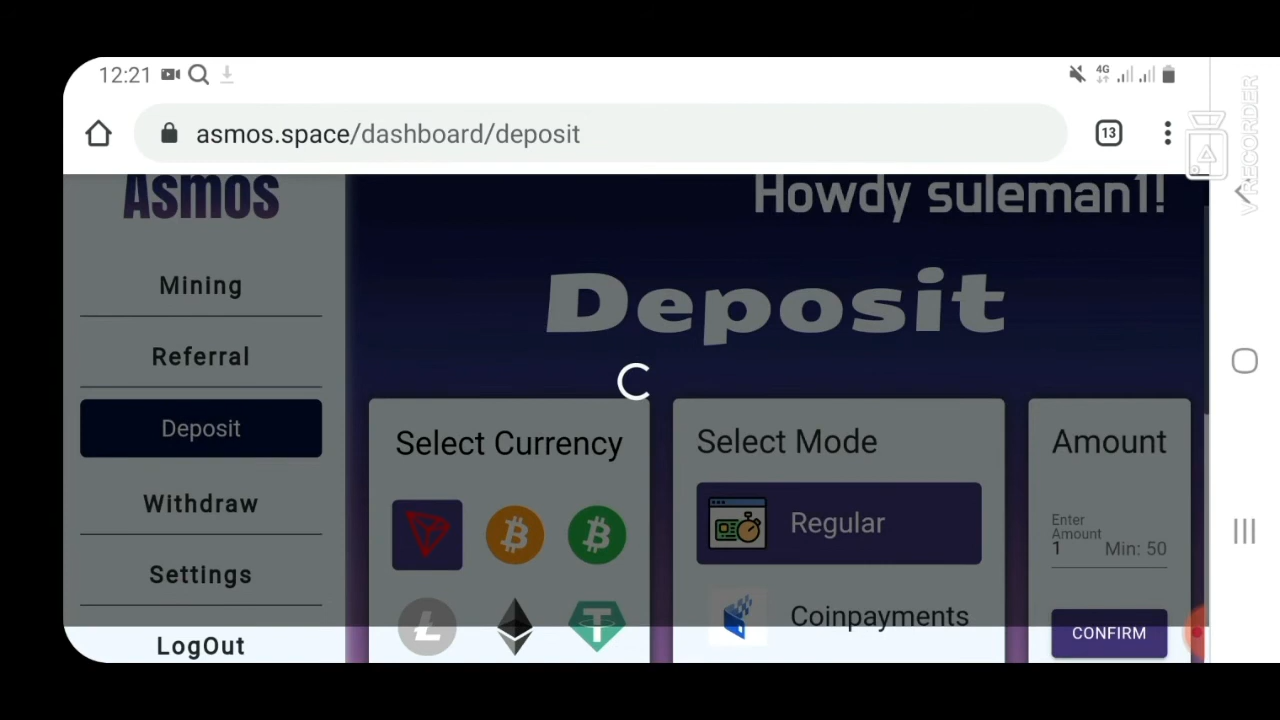 12:21
4G
asmos.space/dashboard/deposit
13
V RECORDER
Asmos
Howdy suleman1!
Mining
Referral
Deposit
Withdraw
Settings
LogOut
Deposit
Select Currency
Select Mode
Regular
Coinpayments
Amount
Enter
Amount
1 Min: 50
CONFIRM